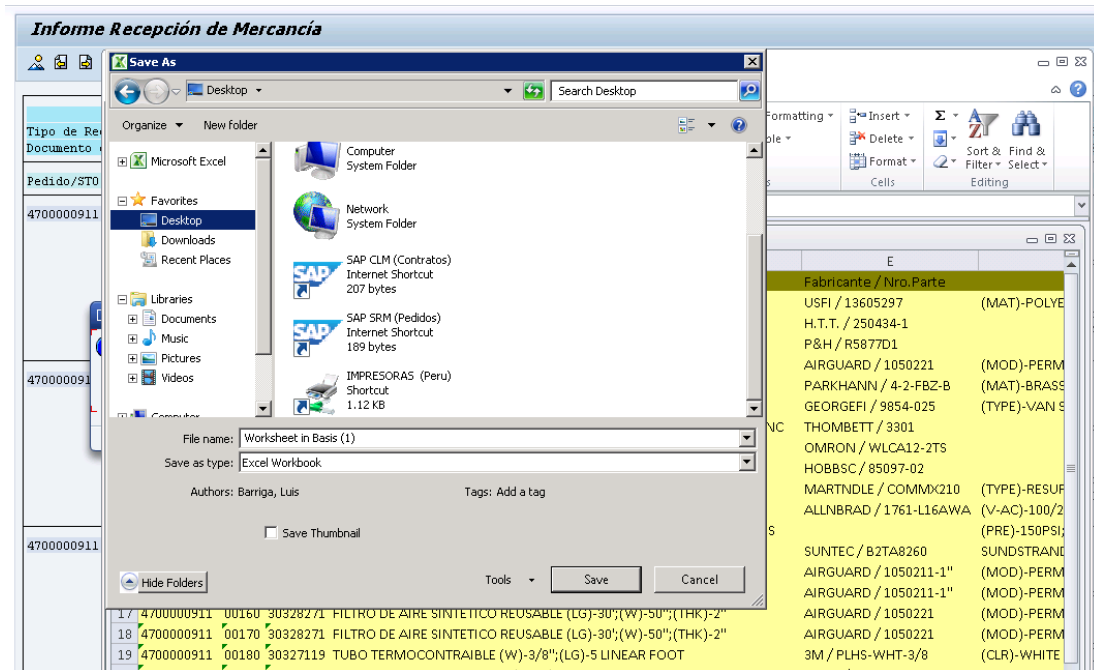 Informe Recepción de Mercancía
Save As
Desktop
Search Desktop
Organize
New folder
Microsoft Excel
Favorites
Desktop
Downloads
Recent Places
Libraries
Documents
Music
Pictures
Videos
Computer
System Folder
Network
System Folder
SAP
SAP CLM (Contratos)
Internet Shortcut
207 bytes
SAP
SAP SRM (Pedidos)
Internet Shortcut
189 bytes
IMPRESORAS (Peru)
Shortcut
1.12 KB
File name:
Worksheet in Basis (1)
Save as type:
Excel Workbook
Authors: Barriga, Luis
Tags: Add a tag
Save Thumbnail
Hide Folders
Tools
Save
Cancel
Tipo de
Documento
Pedido/STO
4700000911
4700000911
Formatting
Insert
Delete
Format
Cells
Sort & Find &
Filter Select
Editing
E
Fabricante / Nro.Parte
USFI / 13605297 (MAT)-POLYE
H.T.T. / 250434-1
P&H / R5877D1
AIRGUARD / 1050221 (MOD)-PERM
PARKHANN / 4-2-FBZ-B (MAT)-BRASS
GEORGEFI / 9854-025 (TYPE)-VAN S
THOMBETT / 3301
OMRON / WLCA12-2TS
HOBBSC / 85097-02
MARTNDLE / COMMX210 (TYPE)-RESUF
ALLNBRAD / 1761-L16AWA (V-AC)-100/2
(PRE)-150PSI;
SUNTEC / B2TA8260 SUNDSTRAND
AIRGUARD / 1050211-1" (MOD)-PERM
AIRGUARD / 1050211-1" (MOD)-PERM
17 4700000911 00160 30328271 FILTRO DE AIRE SINTETICO REUSABLE (LG)-30';(W)-50";(THK)-2" AIRGUARD / 1050221 (MOD)-PERM
18 4700000911 00170 30328271 FILTRO DE AIRE SINTETICO REUSABLE (LG)-30';(W)-50";(THK)-2" AIRGUARD / 1050221 (MOD)-PERM
19 4700000911 00180 30327119 TUBO TERMOCONTRAIBLE (W)-3/8";(LG)-5 LINEAR FOOT 3M / PLHS-WHT-3/8 (CLR)-WHITE